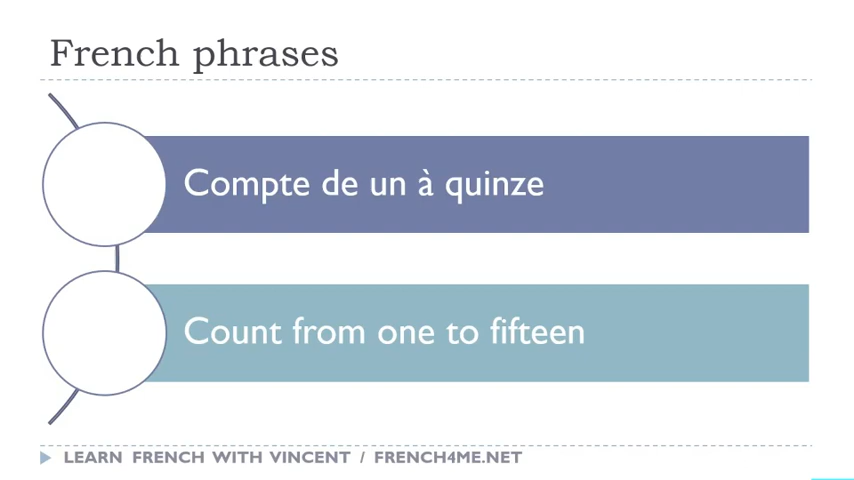 French phrases
Compte de un à quinze
Count from one to fifteen
LEARN FRENCH WITH VINCENT / FRENCH4ME.NET